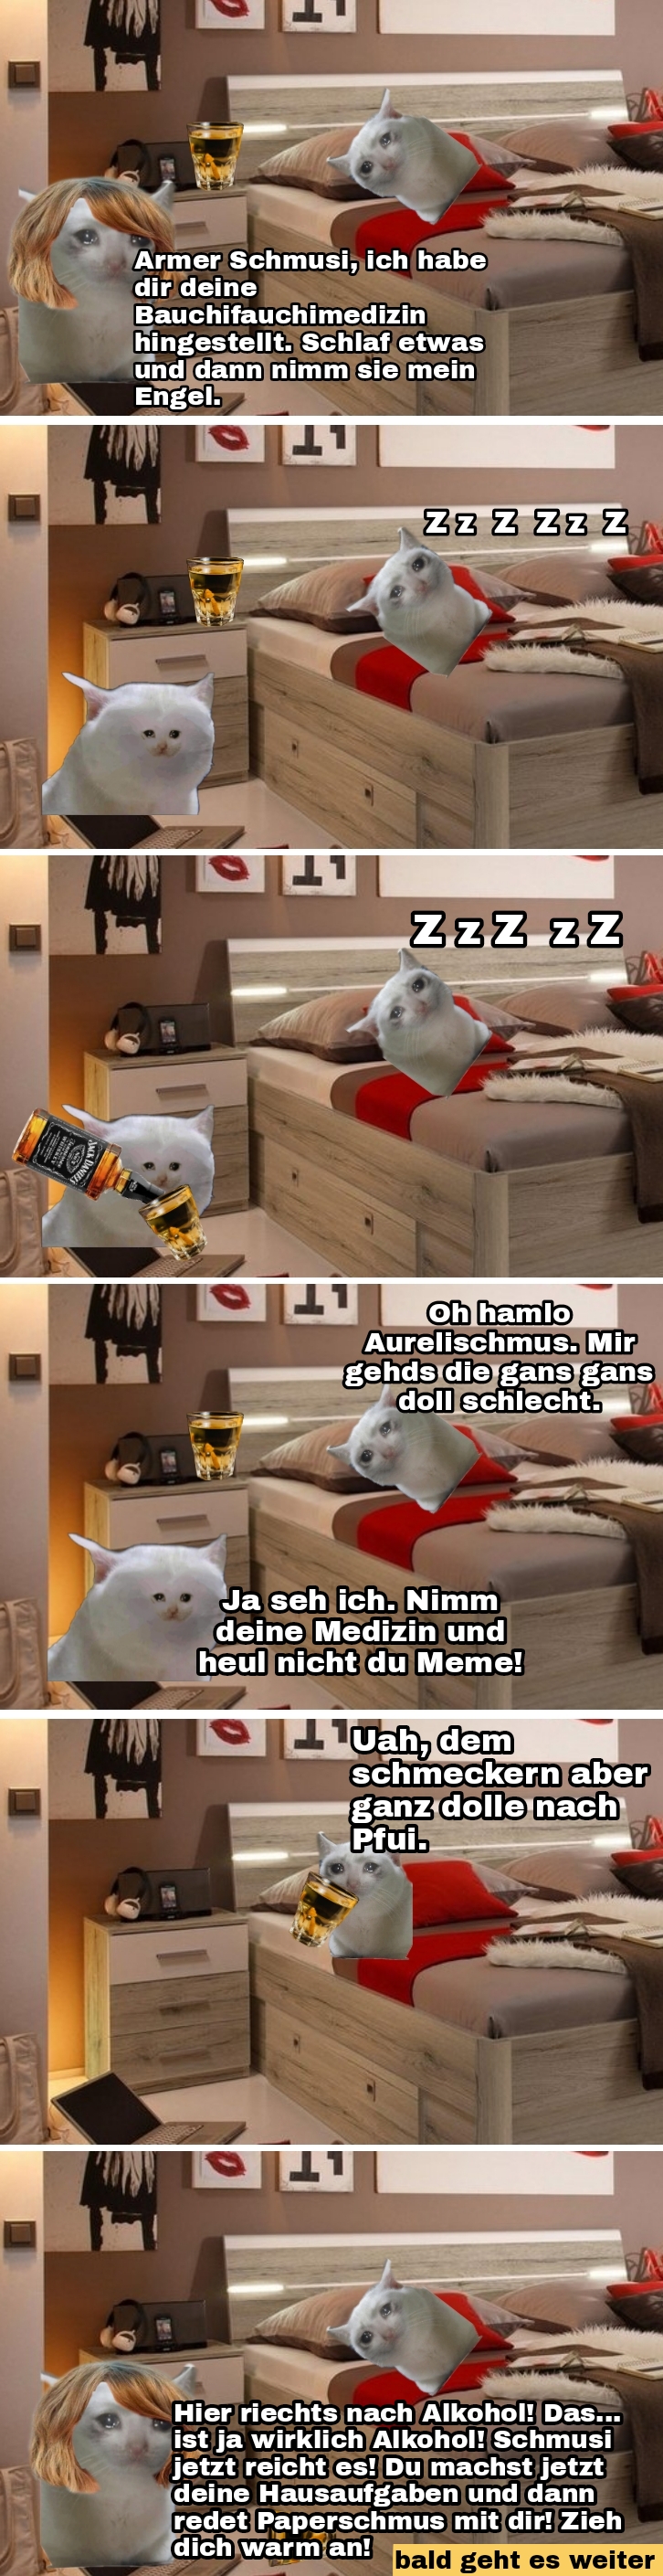 Armer Schmusi, ich habe
dir deine
Bauchifauchimedizin
hingestellt. Schlaf etwas
und dann nimm sie mein
Engel.
Z z Z Z z Z
Z z Z z Z
JACK DANIEL'S
Oh hamlo
Aurelischmus. Mir
gehds die gans gans
doll schlecht.
Ja seh ich. Nimm
deine Medizin und
heul nicht du Meme!
Uah, dem
schmeckern aber
ganz dolle nach
Pfui.
Hier riechts nach Alkohol! Das...
ist ja wirklich Alkohol! Schmusi
jetzt reicht es! Du machst jetzt
deine Hausaufgaben und dann
redet Paperschmus mit dir! Zieh
dich warm an!
bald geht es weiter